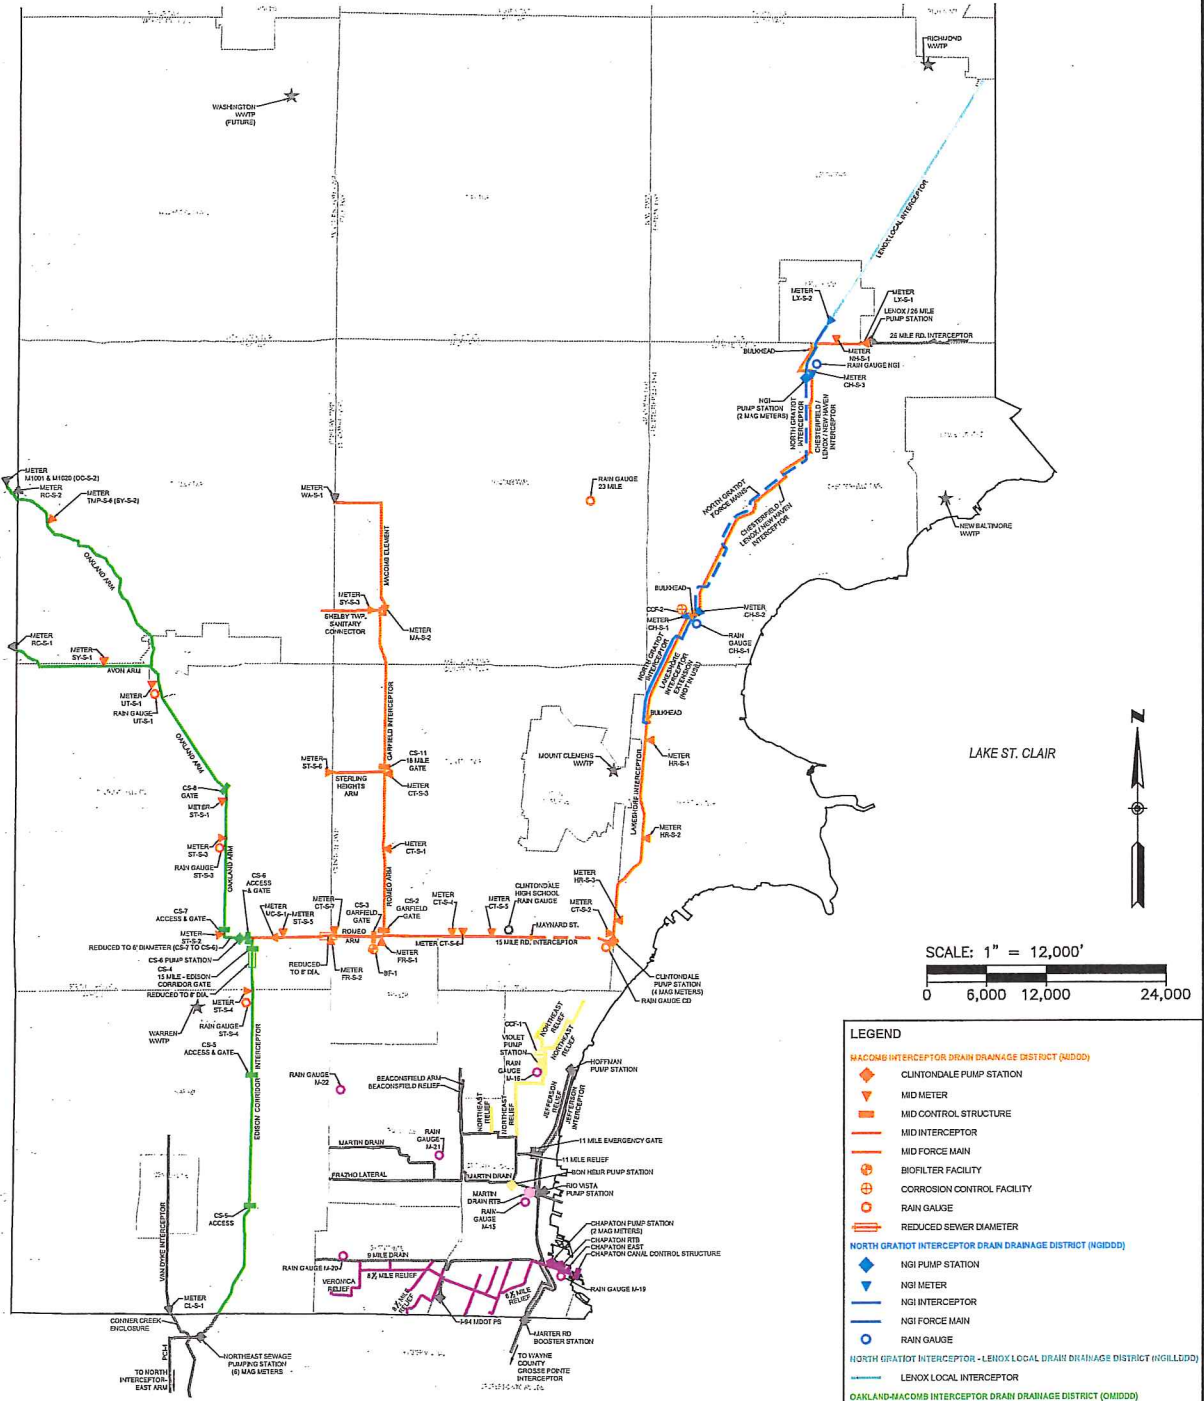 RICHMOND
WWTP
WASHINGTON
WWTP
(FUTURE)
LENOX LOCAL INTERCEPTOR
METER
LX-S-2
METER
LX-S-1
LENOX / 26 MILE
PUMP STATION
26 MILE RD. INTERCEPTOR
BULKHEAD
METER
NH-S-1
RAIN GAUGE NGI
METER
CH-S-3
NGI
PUMP STATION
(2 MAG METERS)
NORTH GRATIOT
INTERCEPTOR
CHESTERFIELD /
LENOX / NEW HAVEN
INTERCEPTOR
METER
M1001 & M1020 (OC-S-2)
METER
RC-S-2
METER
TMP-S-6 (SY-S-2)
METER
WA-S-1
RAIN GAUGE
23 MILE
NORTH GRATIOT
FORCE MAINS
CHESTERFIELD /
LENOX / NEW HAVEN
INTERCEPTOR
NEW BALTIMORE
WWTP
OAKLAND ARM
MACOMB ELEMENT
METER
SY-S-3
SHELBY TWP.
SANITARY
CONNECTOR
METER
MA-S-2
BULKHEAD
CCF-2
METER
CH-S-1
METER
CH-S-2
RAIN
GAUGE
CH-S-1
METER
RC-S-1
METER
SY-S-1
AVON ARM
METER
UT-S-1
RAIN GAUGE
UT-S-1
NORTH GRATIOT
INTERCEPTOR
LAKESHORE
INTERCEPTOR
EXTENSION
(NOT IN USE)
BULKHEAD
OAKLAND ARM
GARFIELD INTERCEPTOR
METER
ST-S-6
CS-11
18 MILE
GATE
STERLING
HEIGHTS
ARM
METER
CT-S-3
MOUNT CLEMENS
WWTP
METER
HR-S-1
LAKE ST. CLAIR
N
CS-8
GATE
METER
ST-S-1
METER
ST-S-3
RAIN GAUGE
ST-S-3
OAKLAND ARM
METER
CT-S-1
ROMEO ARM
LAKESHORE INTERCEPTOR
METER
HR-S-2
CS-6
ACCESS
& GATE
CS-7
ACCESS & GATE
METER
ST-S-2
METER
MC-S-1
METER
ST-S-5
METER
CT-S-7
CS-3
GARFIELD
GATE
CS-2
GARFIELD
GATE
METER
CT-S-4
METER
CT-S-5
CLINTONDALE
HIGH SCHOOL
RAIN GAUGE
METER
HR-S-3
METER
CT-S-2
MAYNARD ST.
ROMEO
ARM
METER CT-S-6
15 MILE RD. INTERCEPTOR
REDUCED TO 6' DIAMETER (CS-7 TO CS-6)
CS-6 PUMP STATION
CS-4
15 MILE - EDISON
CORRIDOR GATE
REDUCED TO 8' DIA.
REDUCED
TO 8' DIA.
METER
FR-S-2
METER
FR-S-1
BF-1
CLINTONDALE
PUMP STATION
(4 MAG METERS)
RAIN GAUGE CD
METER
ST-S-4
RAIN GAUGE
ST-S-4
WARREN
WWTP
CS-5
ACCESS & GATE
EDISON CORRIDOR INTERCEPTOR
SCALE: 1" = 12,000'
0 6,000 12,000 24,000
CCF-1
VIOLET
PUMP
STATION
RAIN
GAUGE
M-16
NORTHEAST
RELIEF
NORTHEAST
RELIEF
HOFFMAN
PUMP STATION
RAIN GAUGE
M-22
BEACONSFIELD ARM
BEACONSFIELD RELIEF
NORTHEAST
RELIEF
NORTHEAST
RELIEF
JEFFERSON
RELIEF
JEFFERSON
INTERCEPTOR
RAIN
GAUGE
M-21
MARTIN DRAIN
FRAZHO LATERAL
MARTIN DRAIN
11 MILE EMERGENCY GATE
11 MILE RELIEF
BON HEUR PUMP STATION
RIO VISTA
PUMP STATION
MARTIN
DRAIN RTB
RAIN
GAUGE
M-15
CS-5
ACCESS
VAN DYKE INTERCEPTOR
CHAPATON PUMP STATION
(2 MAG METERS)
CHAPATON RTB
CHAPATON EAST
CHAPATON CANAL CONTROL STRUCTURE
RAIN GAUGE M-20
9 MILE DRAIN
8½ MILE RELIEF
VERONICA
RELIEF
8½ MILE
RELIEF
8½ MILE
RELIEF
RAIN GAUGE M-19
METER
CL-S-1
CONNER CREEK
ENCLOSURE
I-94 MDOT PS
MARTER RD
BOOSTER STATION
NORTHEAST SEWAGE
PUMPING STATION
(6) MAG METERS
PCI-1
TO NORTH
INTERCEPTOR-
EAST ARM
TO WAYNE
COUNTY
GROSSE POINTE
INTERCEPTOR
LEGEND
MACOMB INTERCEPTOR DRAIN DRAINAGE DISTRICT (MIDDD)
CLINTONDALE PUMP STATION
MID METER
MID CONTROL STRUCTURE
MID INTERCEPTOR
MID FORCE MAIN
BIOFILTER FACILITY
CORROSION CONTROL FACILITY
RAIN GAUGE
REDUCED SEWER DIAMETER
NORTH GRATIOT INTERCEPTOR DRAIN DRAINAGE DISTRICT (NGIDDD)
NGI PUMP STATION
NGI METER
NGI INTERCEPTOR
NGI FORCE MAIN
RAIN GAUGE
NORTH GRATIOT INTERCEPTOR - LENOX LOCAL DRAIN DRAINAGE DISTRICT (NGILLDDD)
LENOX LOCAL INTERCEPTOR
OAKLAND-MACOMB INTERCEPTOR DRAIN DRAINAGE DISTRICT (OMIDDD)